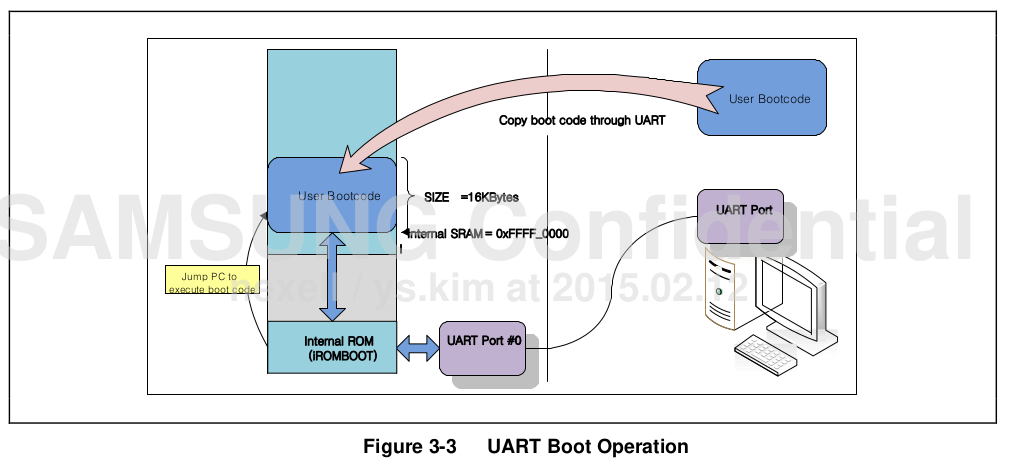 User Bootcode
Copy boot code through UART
User Bootcode
SIZE =16KBytes
UART Port
Internal SRAM = 0xFFFF_0000
SAMSUNG Confidential
Jump PC to
execute boot code
nexell / ys.kim at 2015.02.12
Internal ROM
(iROMBOOT)
UART Port #0
Figure 3-3 UART Boot Operation